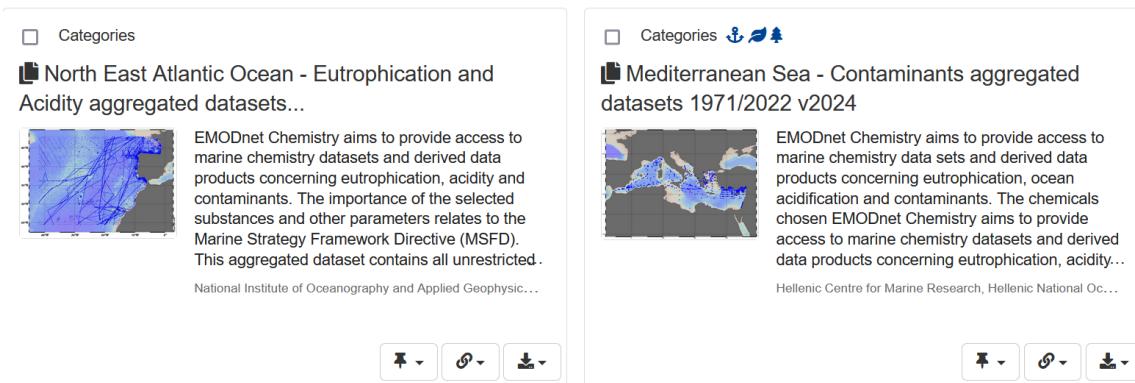 Categories
North East Atlantic Ocean - Eutrophication and
Acidity aggregated datasets...
EMODnet Chemistry aims to provide access to
marine chemistry datasets and derived data
products concerning eutrophication, acidity and
contaminants. The importance of the selected
substances and other parameters relates to the
Marine Strategy Framework Directive (MSFD).
This aggregated dataset contains all unrestricted...
National Institute of Oceanography and Applied Geophysic...
Categories
Mediterranean Sea - Contaminants aggregated
datasets 1971/2022 v2024
EMODnet Chemistry aims to provide access to
marine chemistry data sets and derived data
products concerning eutrophication, ocean
acidification and contaminants. The chemicals
chosen EMODnet Chemistry aims to provide
access to marine chemistry datasets and derived
data products concerning eutrophication, acidity...
Hellenic Centre for Marine Research, Hellenic National Oc...